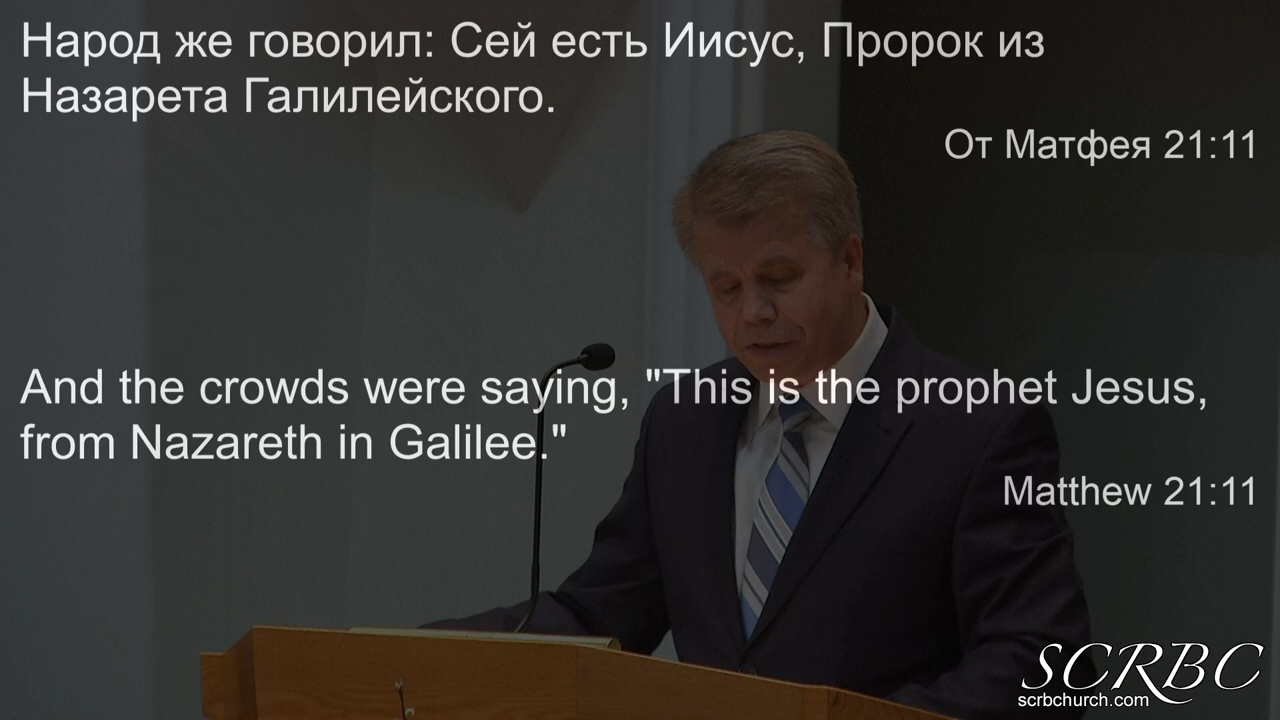 Народ же говорил: Сей есть Иисус, Пророк из
Назарета Галилейского.
От Матфея 21:11
And the crowds were saying, "This is the prophet Jesus,
from Nazareth in Galilee."
Matthew 21:11
SCRBC
scrbchurch.com